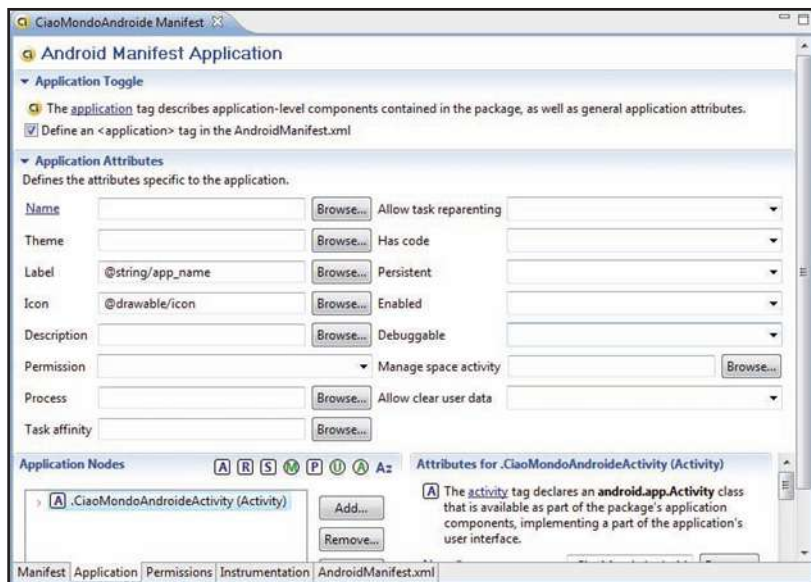 CiaoMondoAndroide Manifest
Android Manifest Application
Application Toggle
The application tag describes application-level components contained in the package, as well as general application attributes.
Define an <application> tag in the AndroidManifest.xml
Application Attributes
Defines the attributes specific to the application.
Name Browse... Allow task reparenting
Theme Browse... Has code
Label @string/app_name Browse... Persistent
Icon @drawable/icon Browse... Enabled
Description Browse... Debuggable
Permission Manage space activity Browse...
Process Browse... Allow clear user data
Task affinity Browse...
Application Nodes A R S M P U A Az
A .CiaoMondoAndroideActivity (Activity)
Add...
Remove...
Attributes for .CiaoMondoAndroideActivity (Activity)
A The activity tag declares an android.app.Activity class
that is available as part of the package's application
components, implementing a part of the application's
user interface.
Manifest Application Permissions Instrumentation AndroidManifest.xml